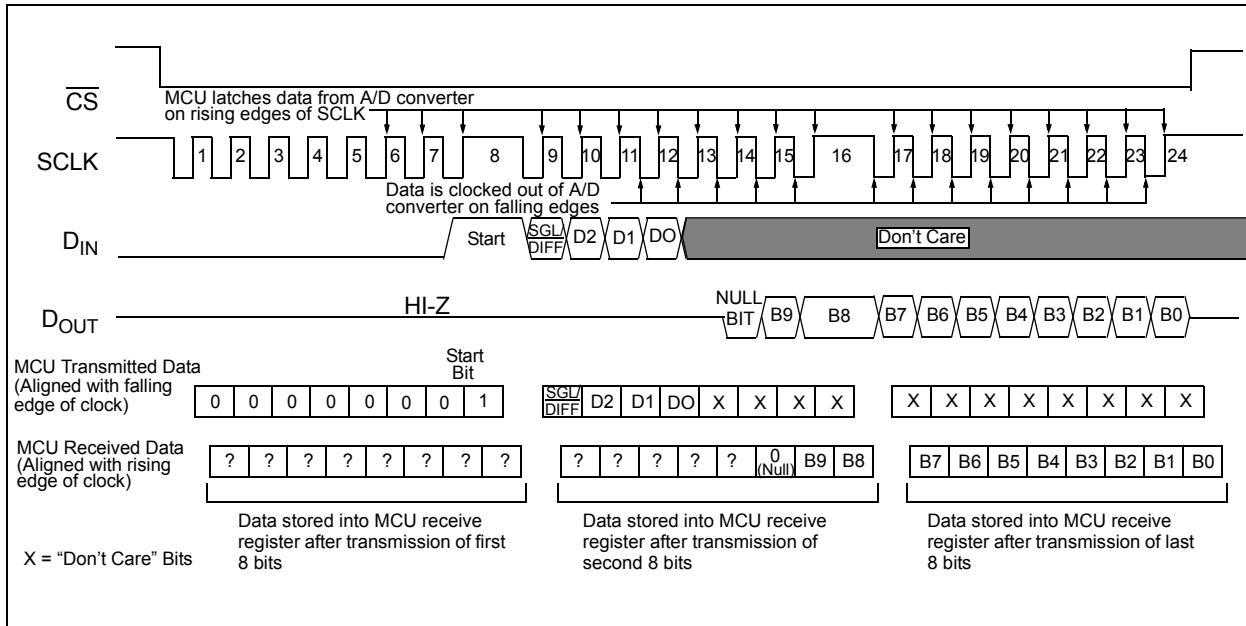 CS
MCU latches data from A/D converter
on rising edges of SCLK
SCLK
1 2 3 4 5 6 7 8 9 10 11 12 13 14 15 16 17 18 19 20 21 22 23 24
Data is clocked out of A/D
converter on falling edges
DIN
Start
SGL/
DIFF
D2 D1 DO
Don't Care
HI-Z
DOUT
NULL
BIT
B9 B8 B7 B6 B5 B4 B3 B2 B1 B0
MCU Transmitted Data
(Aligned with falling
edge of clock)
Start
Bit
0 0 0 0 0 0 0 1
SGL/
DIFF
D2 D1 DO X X X X
X X X X X X X X
MCU Received Data
(Aligned with rising
edge of clock)
? ? ? ? ? ? ? ?
? ? ? ? ? 0
(Null)
B9 B8
B7 B6 B5 B4 B3 B2 B1 B0
Data stored into MCU receive
register after transmission of first
8 bits
Data stored into MCU receive
register after transmission of
second 8 bits
Data stored into MCU receive
register after transmission of last
8 bits
X = “Don’t Care” Bits